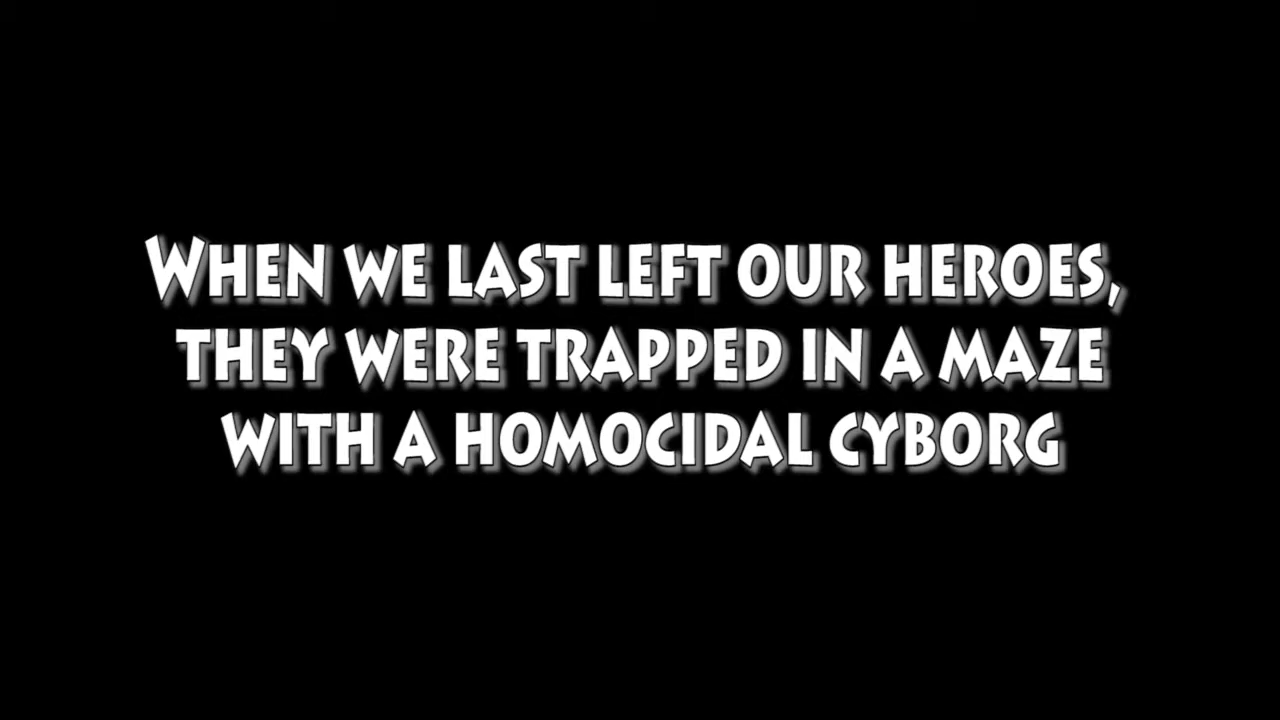 When we last left our heroes,
they were trapped in a maze
with a homocidal cyborg